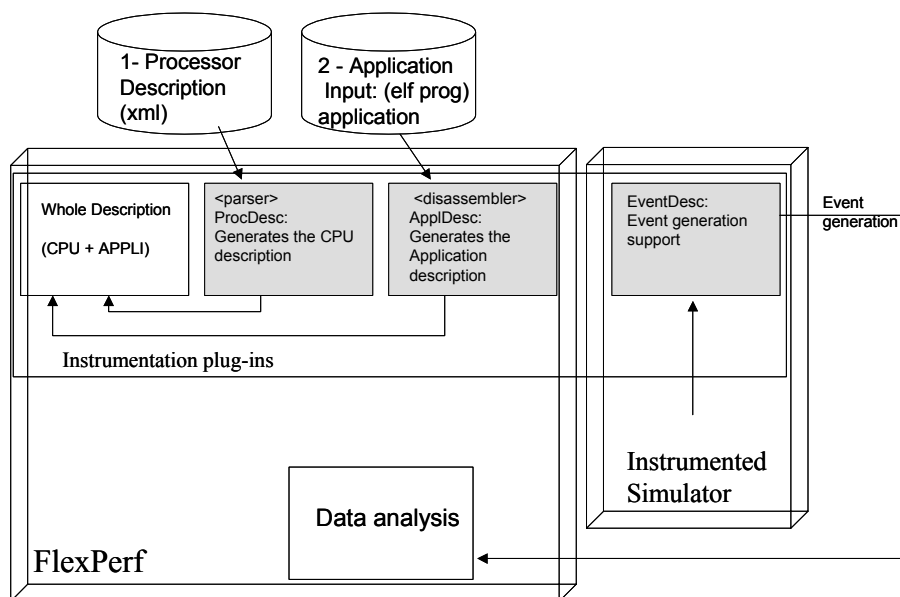 1- Processor
Description
(xml)
2 - Application
Input: (elf prog)
application
Whole Description
(CPU + APPLI)
<parser>
ProcDesc:
Generates the CPU
description
<disassembler>
ApplDesc:
Generates the
Application
description
EventDesc:
Event generation
support
Event
generation
Instrumentation plug-ins
Instrumented
Simulator
Data analysis
FlexPerf